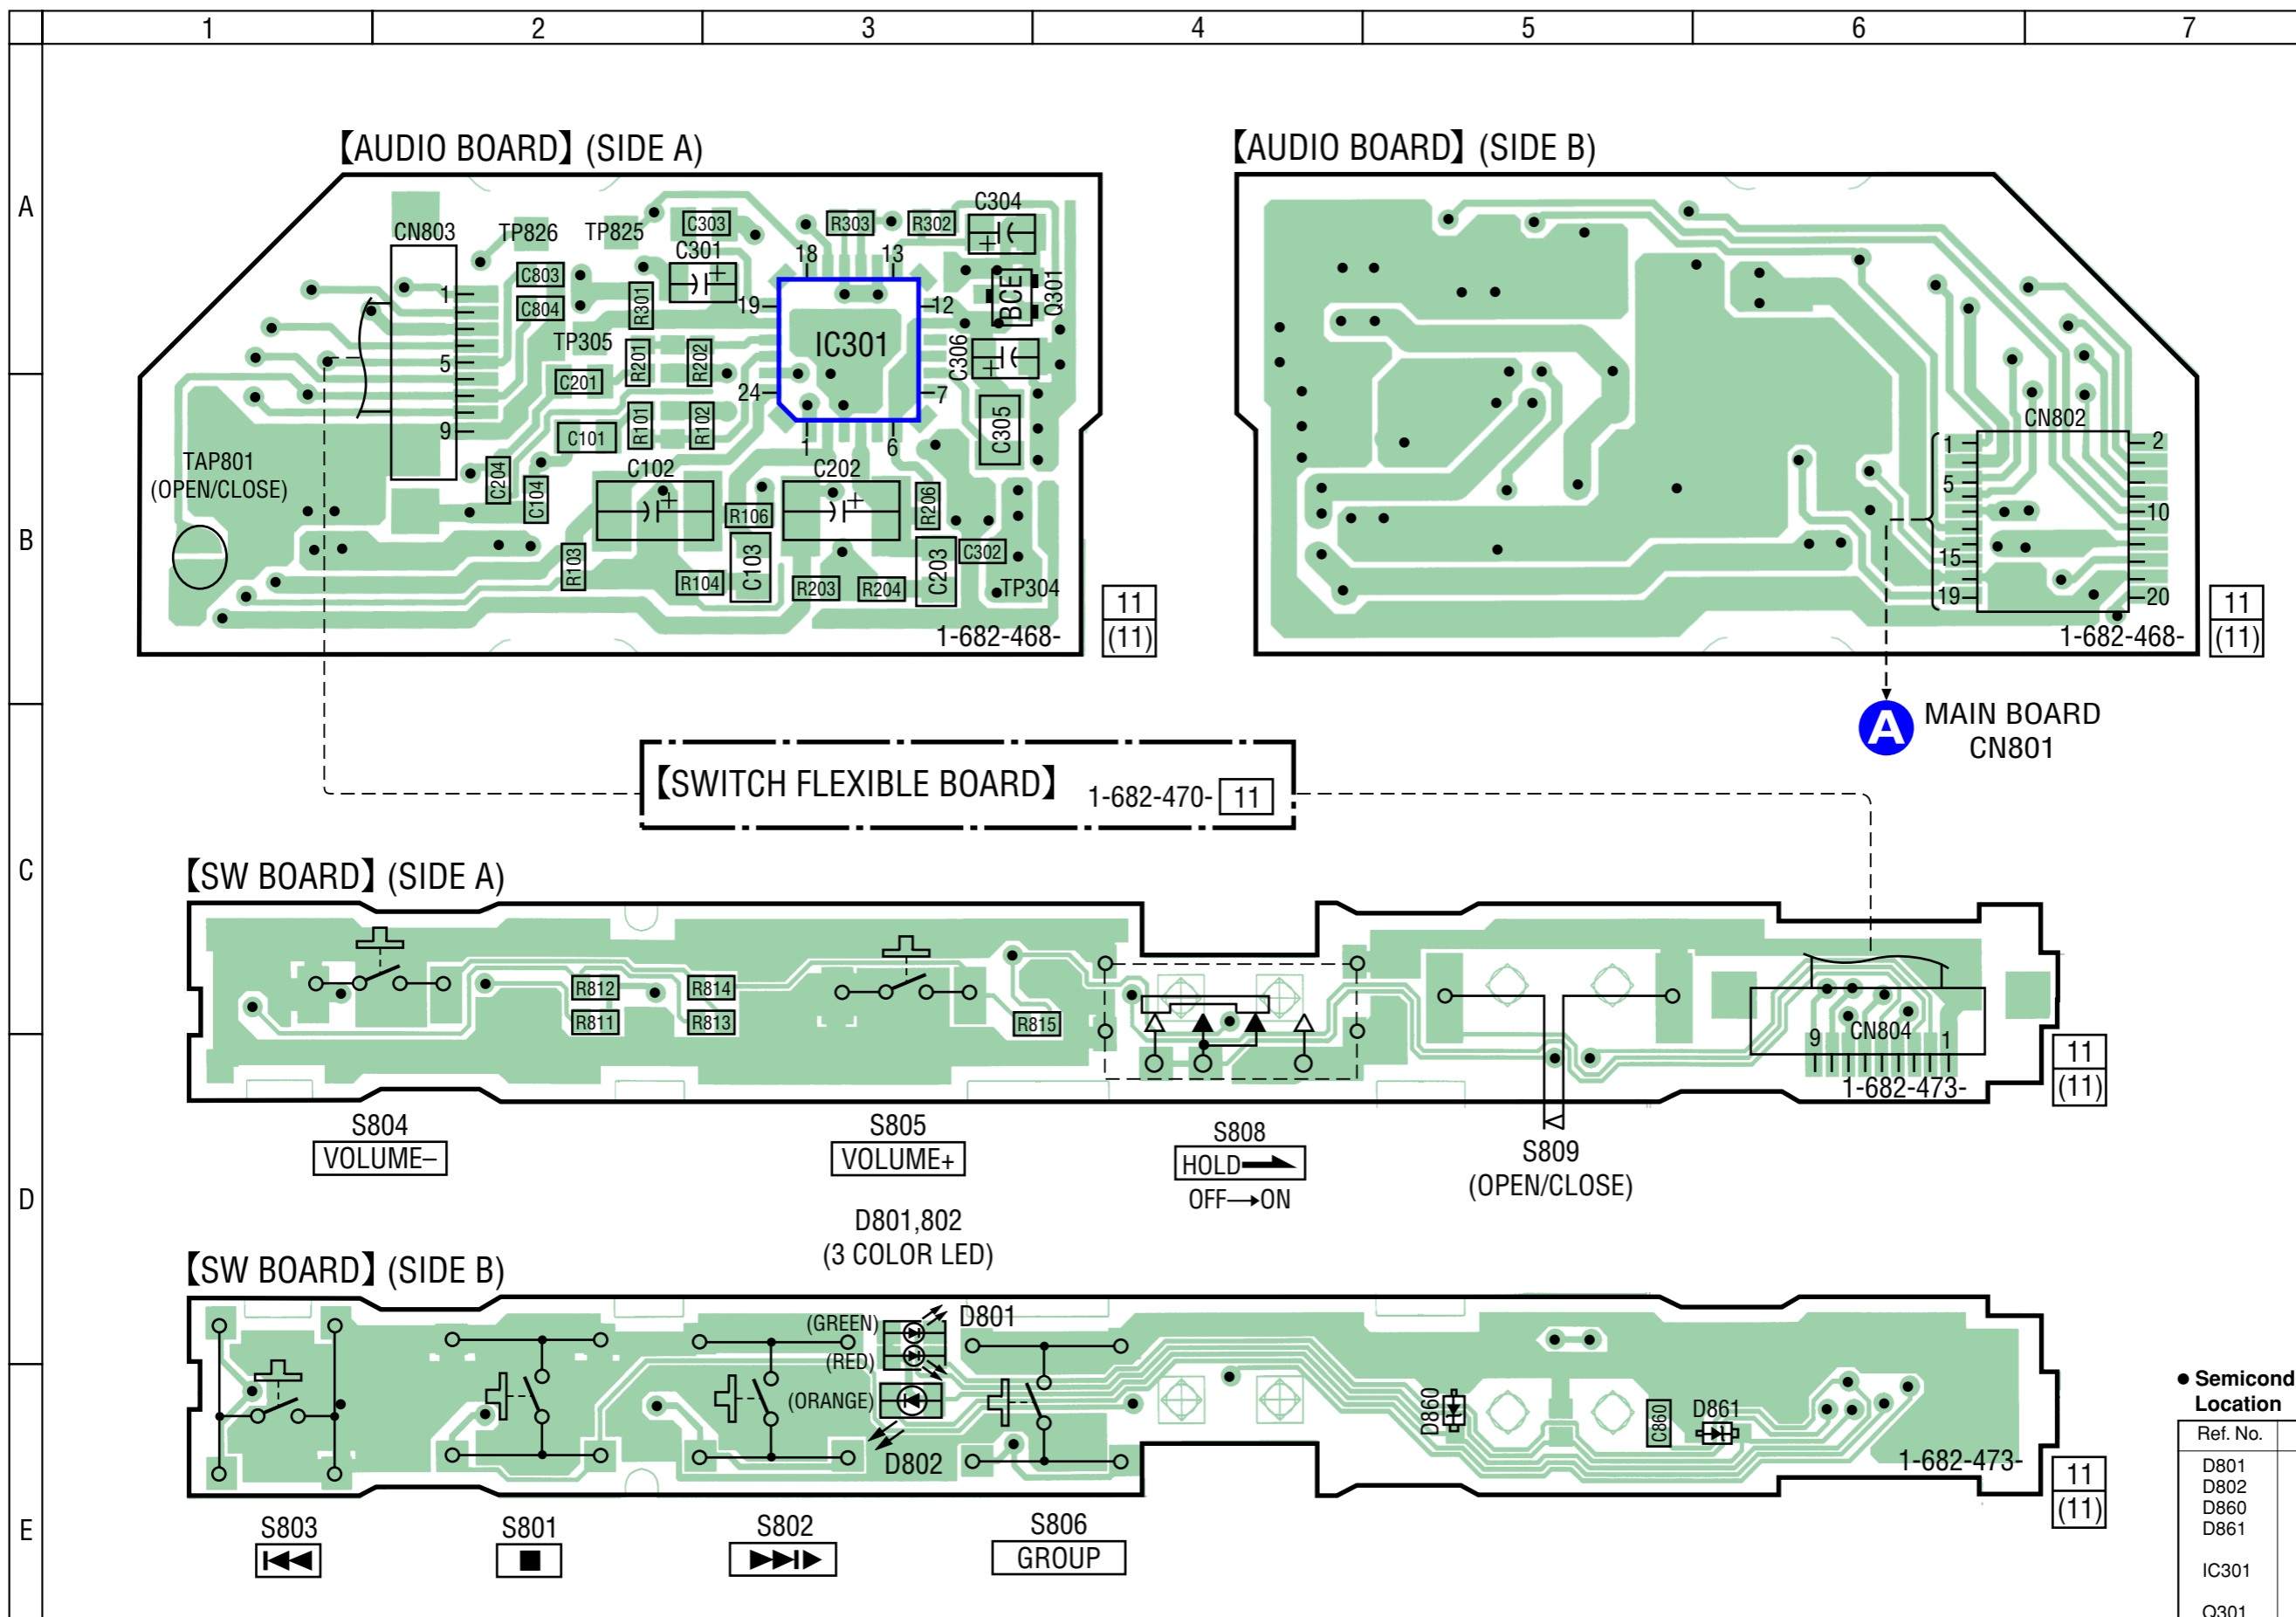 1 2 3 4 5 6 7
A
B
C
D
E
【AUDIO BOARD】 (SIDE A)
CN803
TP826
TP825
C303
C301
R303
R302
C304
18
13
C803
C804
R301
1
19
12
BCE
Q301
TP305
IC301
5
R201
R202
C306
C201
24
7
R101
R102
C305
9
C101
1
6
TAP801
(OPEN/CLOSE)
C204
C104
C102
C202
R106
R206
R103
C103
C203
C302
R104
R203
R204
TP304
1-682-468-
11
(11)
【AUDIO BOARD】 (SIDE B)
CN802
1
2
5
10
15
19
20
1-682-468-
11
(11)
A
MAIN BOARD
CN801
【SWITCH FLEXIBLE BOARD】 1-682-470- 11
【SW BOARD】 (SIDE A)
R812
R814
R811
R813
R815
CN804
9
1
1-682-473-
11
(11)
S804
VOLUME–
S805
VOLUME+
S808
HOLD
OFF→ON
S809
(OPEN/CLOSE)
D801,802
(3 COLOR LED)
【SW BOARD】 (SIDE B)
(GREEN)
D801
(RED)
(ORANGE)
D802
D860
C860
D861
1-682-473-
11
(11)
S803
S801
S802
S806
GROUP
● Semicond
Location
Ref. No.
D801
D802
D860
D861
IC301
Q301